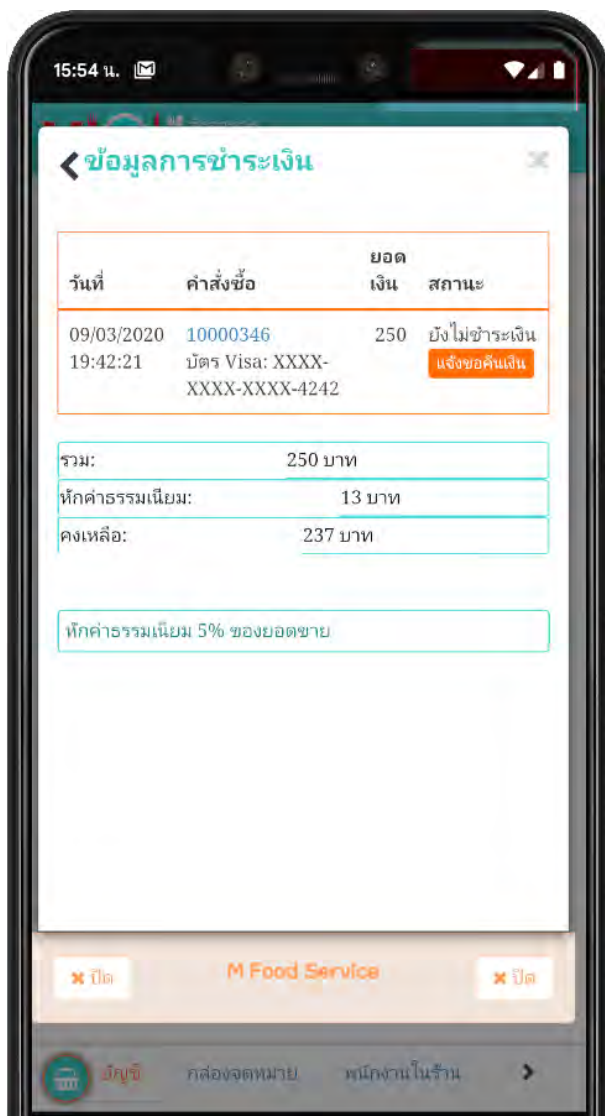 15:54 น.
ข้อมูลการชำระเงิน
วันที่ คำสั่งซื้อ ยอดเงิน สถานะ
09/03/2020 10000346 250 ยังไม่ชำระเงิน
19:42:21 บัตร Visa: XXXX- แจ้งขอคืนเงิน
XXXX-XXXX-4242
รวม: 250 บาท
หักค่าธรรมเนียม: 13 บาท
คงเหลือ: 237 บาท
หักค่าธรรมเนียม 5% ของยอดขาย
ปิด M Food Service ปิด
บัญชี กล่องจดหมาย พนักงานในร้าน